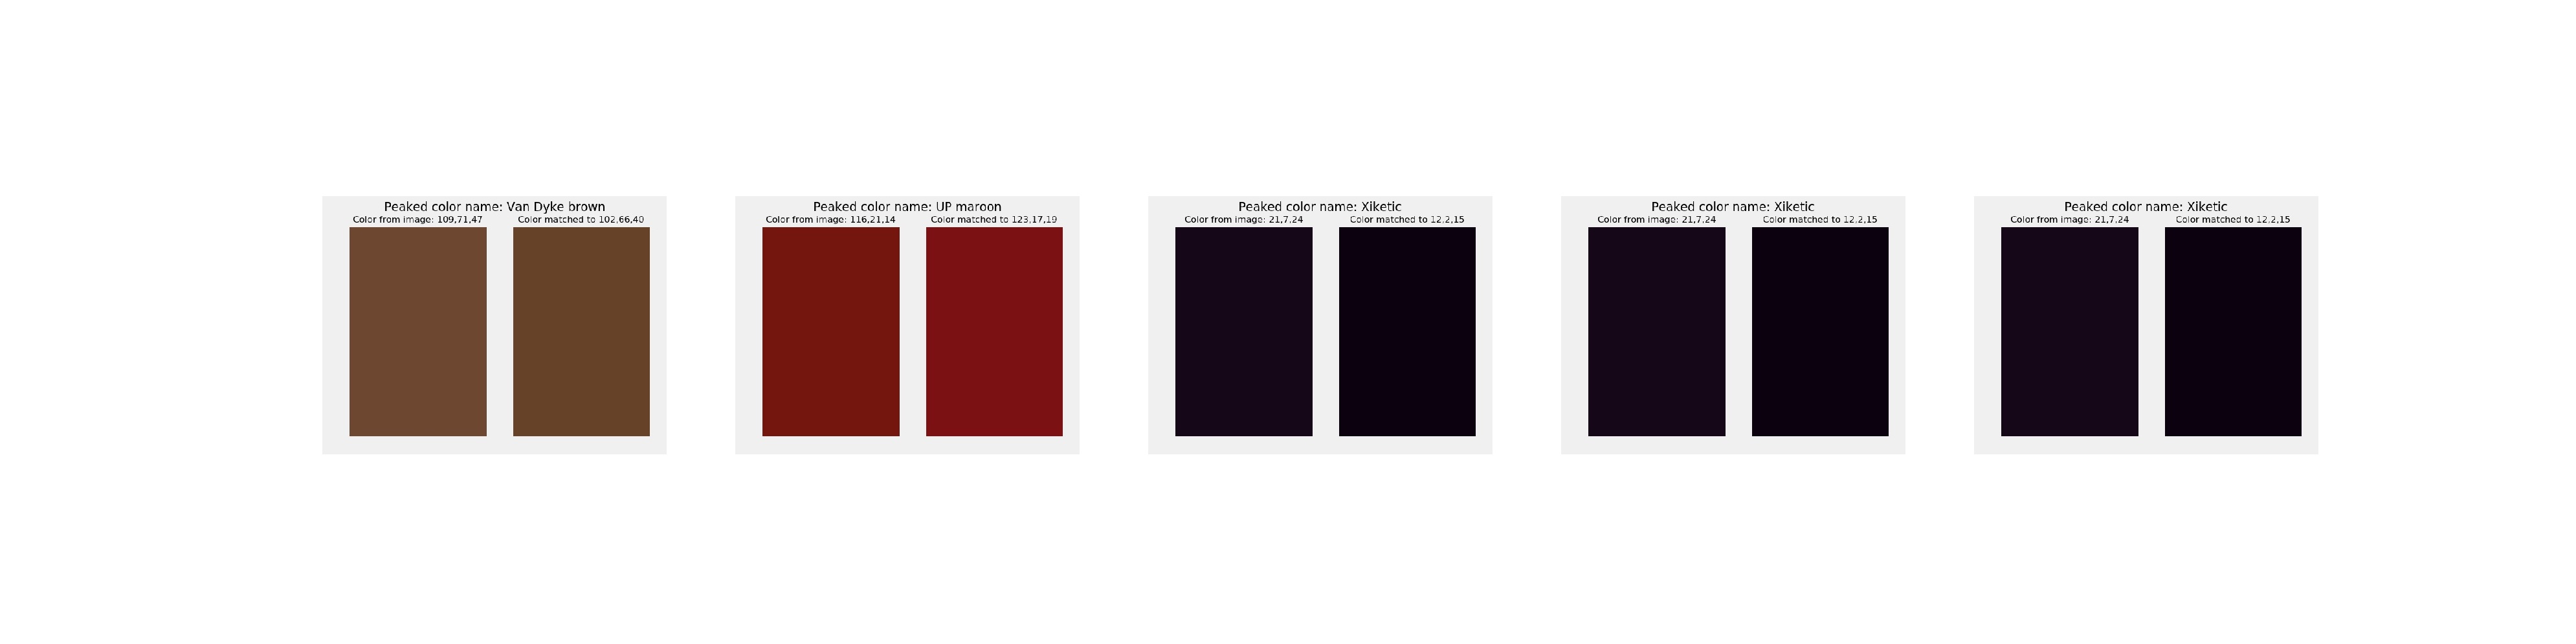 Peaked color name: Van Dyke brown
Color from image: 109,71,47
Color matched to 102,66,40
Peaked color name: UP maroon
Color from image: 116,21,14
Color matched to 123,17,19
Peaked color name: Xiketic
Color from image: 21,7,24
Color matched to 12,2,15
Peaked color name: Xiketic
Color from image: 21,7,24
Color matched to 12,2,15
Peaked color name: Xiketic
Color from image: 21,7,24
Color matched to 12,2,15